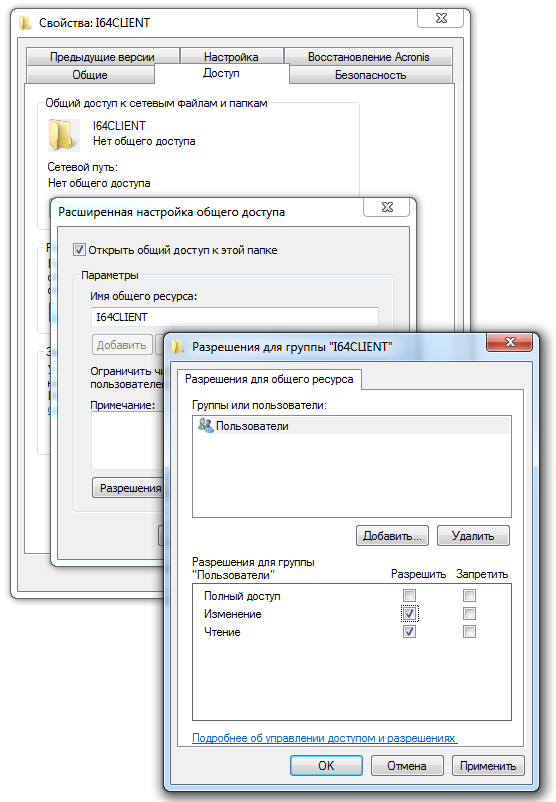 Свойства: I64CLIENT
Предыдущие версии
Настройка
Восстановление Acronis
Общие
Доступ
Безопасность
Общий доступ к сетевым файлам и папкам
I64CLIENT
Нет общего доступа
Сетевой путь:
Нет общего доступа
Расширенная настройка общего доступа
Открыть общий доступ к этой папке
Параметры
Имя общего ресурса:
I64CLIENT
Добавить
Ограничить
Примечание:
Разрешения
Разрешения для группы "I64CLIENT"
Разрешения для общего ресурса
Группы или пользователи:
Пользователи
Добавить...
Удалить
Разрешения для группы
"Пользователи"
Разрешить
Запретить
Полный доступ
Изменение
Чтение
Подробнее об управлении доступом и разрешениях
OK
Отмена
Применить